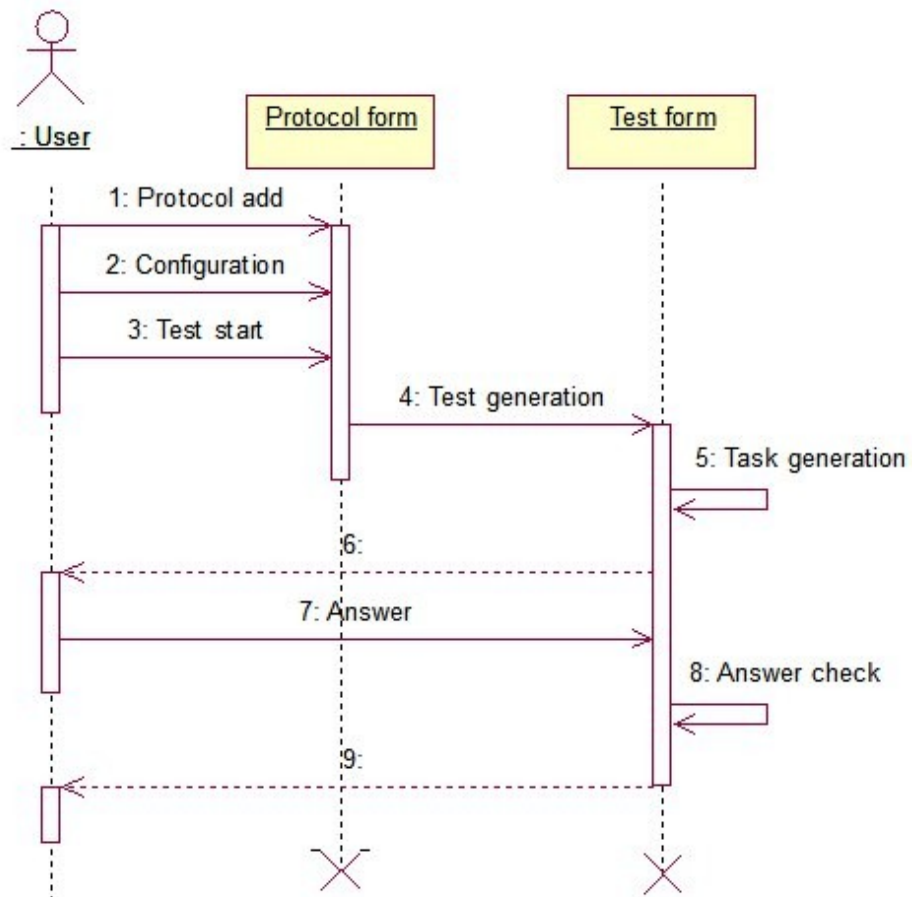 : User
Protocol form
Test form
1: Protocol add
2: Configuration
3: Test start
4: Test generation
5: Task generation
6:
7: Answer
8: Answer check
9: